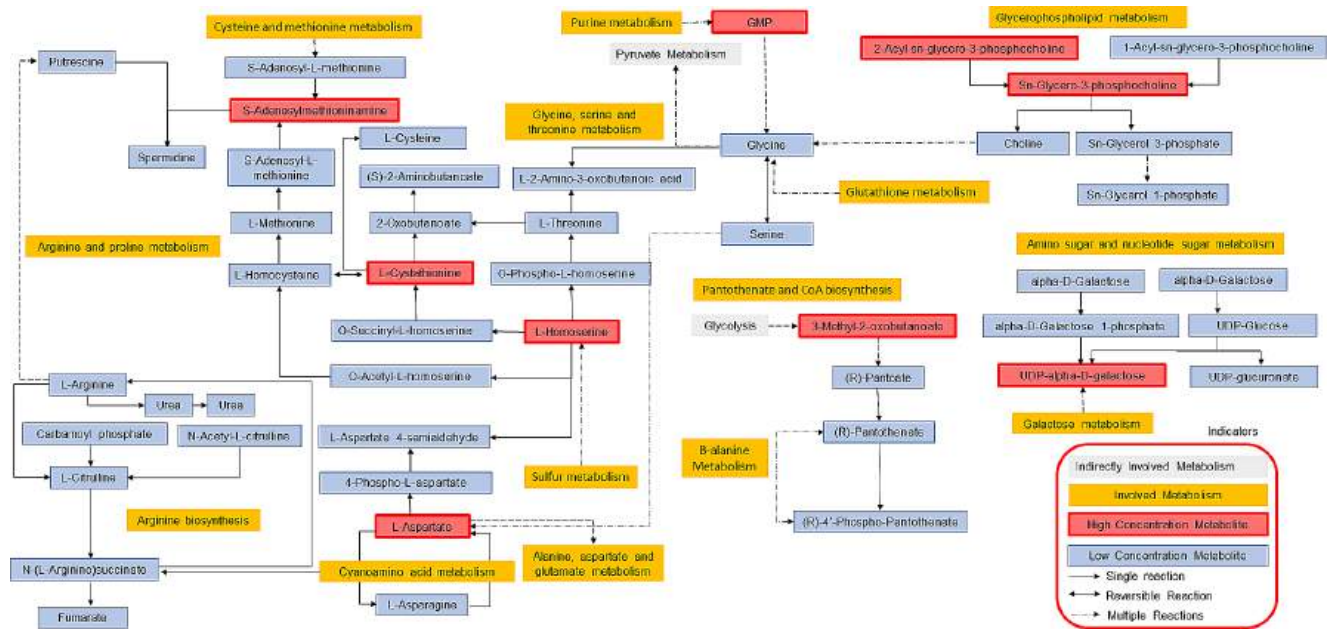 Cysteine and methionine metabolism
Putrescine
S-Adenosyl-L-methionine
S-Adenosylmethioninamine
Spermidine
S-Adenosyl-L-
methionine
L-Methionine
Arginine and proline metabolism
L-Homocysteine
L-Cysteine
(S)-2-Aminobutanoate
2-Oxobutanoate
L-Cystathionine
O-Succinyl-L-homoserine
O-Acetyl-L-homoserine
Purine metabolism
GMP
Pyruvate Metabolism
Glycine, serine and
threonine metabolism
Glycine
L-2-Amino-3-oxobutanoic acid
L-Threonine
Serine
O-Phospho-L-homoserine
L-Homoserine
Glutathione metabolism
Glycerophospholipid metabolism
2-Acyl-sn-glycero-3-phosphocholine
1-Acyl-sn-glycero-3-phosphocholine
Sn-Glycero-3-phosphocholine
Choline
Sn-Glycerol 3-phosphate
Sn-Glycerol 1-phosphate
L-Arginine
Urea
Urea
Carbamoyl phosphate
N-Acetyl-L-citrulline
L-Citrulline
Arginine biosynthesis
N-(L-Arginino)succinate
Fumarate
L-Aspartate 4-semialdehyde
4-Phospho-L-aspartate
Sulfur metabolism
L-Aspartate
Cyanoamino acid metabolism
L-Asparagine
Alanine, aspartate and
glutamate metabolism
Pantothenate and CoA biosynthesis
Glycolysis
3-Methyl-2-oxobutanoate
(R)-Pantoate
B-alanine
Metabolism
(R)-Pantothenate
(R)-4'-Phospho-Pantothenate
Amino sugar and nucleotide sugar metabolism
alpha-D-Galactose
alpha-D-Galactose
alpha-D-Galactose 1-phosphate
UDP-Glucose
UDP-alpha-D-galactose
UDP-glucuronate
Galactose metabolism
Indicators
Indirectly Involved Metabolism
Involved Metabolism
High Concentration Metabolite
Low Concentration Metabolite
Single reaction
Reversible Reaction
Multiple Reactions